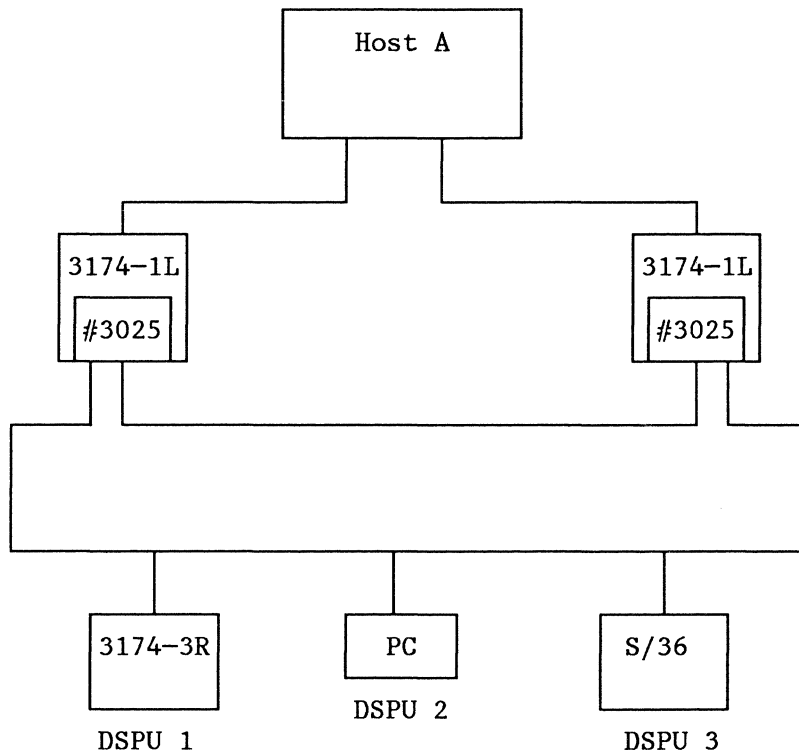 Host A
3174-1L
3174-1L
#3025
#3025
3174-3R
PC
S/36
DSPU 1
DSPU 2
DSPU 3